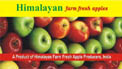 Himalayan farm fresh apples
A Product of Himalayan Farm Fresh Apple Producers, India